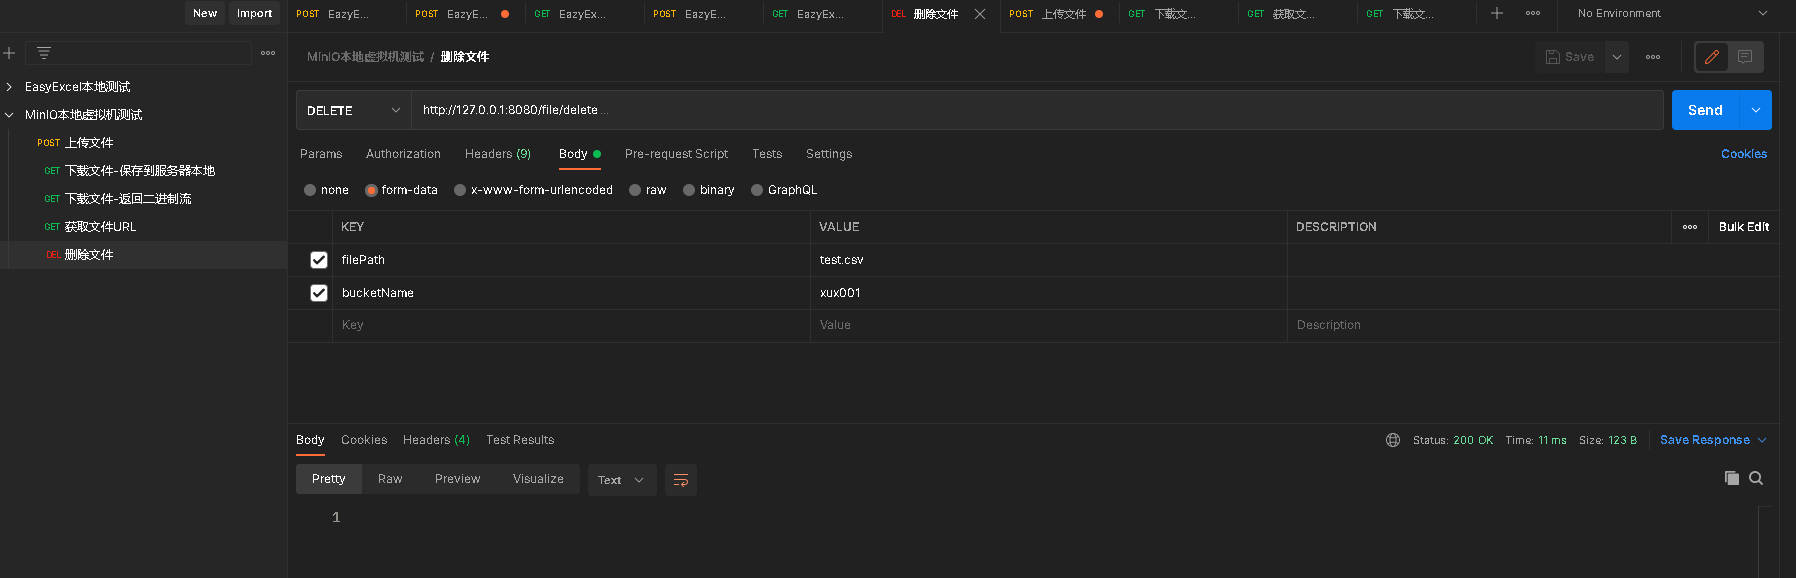 New Import POST EazyE... POST EazyE... GET EazyEx... POST EazyE... GET EazyEx... DEL 删除文件 POST 上传文件 GET 下载文... GET 获取文... GET 下载文... No Environment
MinIO本地虚拟机测试 / 删除文件 Save
EasyExcel本地测试
MinIO本地虚拟机测试
POST 上传文件
GET 下载文件-保存到服务器本地
GET 下载文件-返回二进制流
GET 获取文件URL
DEL 删除文件
DELETE http://127.0.0.1:8080/file/delete... Send
Params Authorization Headers (9) Body Pre-request Script Tests Settings Cookies
none form-data x-www-form-urlencoded raw binary GraphQL
KEY VALUE DESCRIPTION Bulk Edit
filePath test.csv
bucketName xux001
Key Value Description
Body Cookies Headers (4) Test Results Status: 200 OK Time: 11 ms Size: 123 B Save Response
Pretty Raw Preview Visualize Text
1